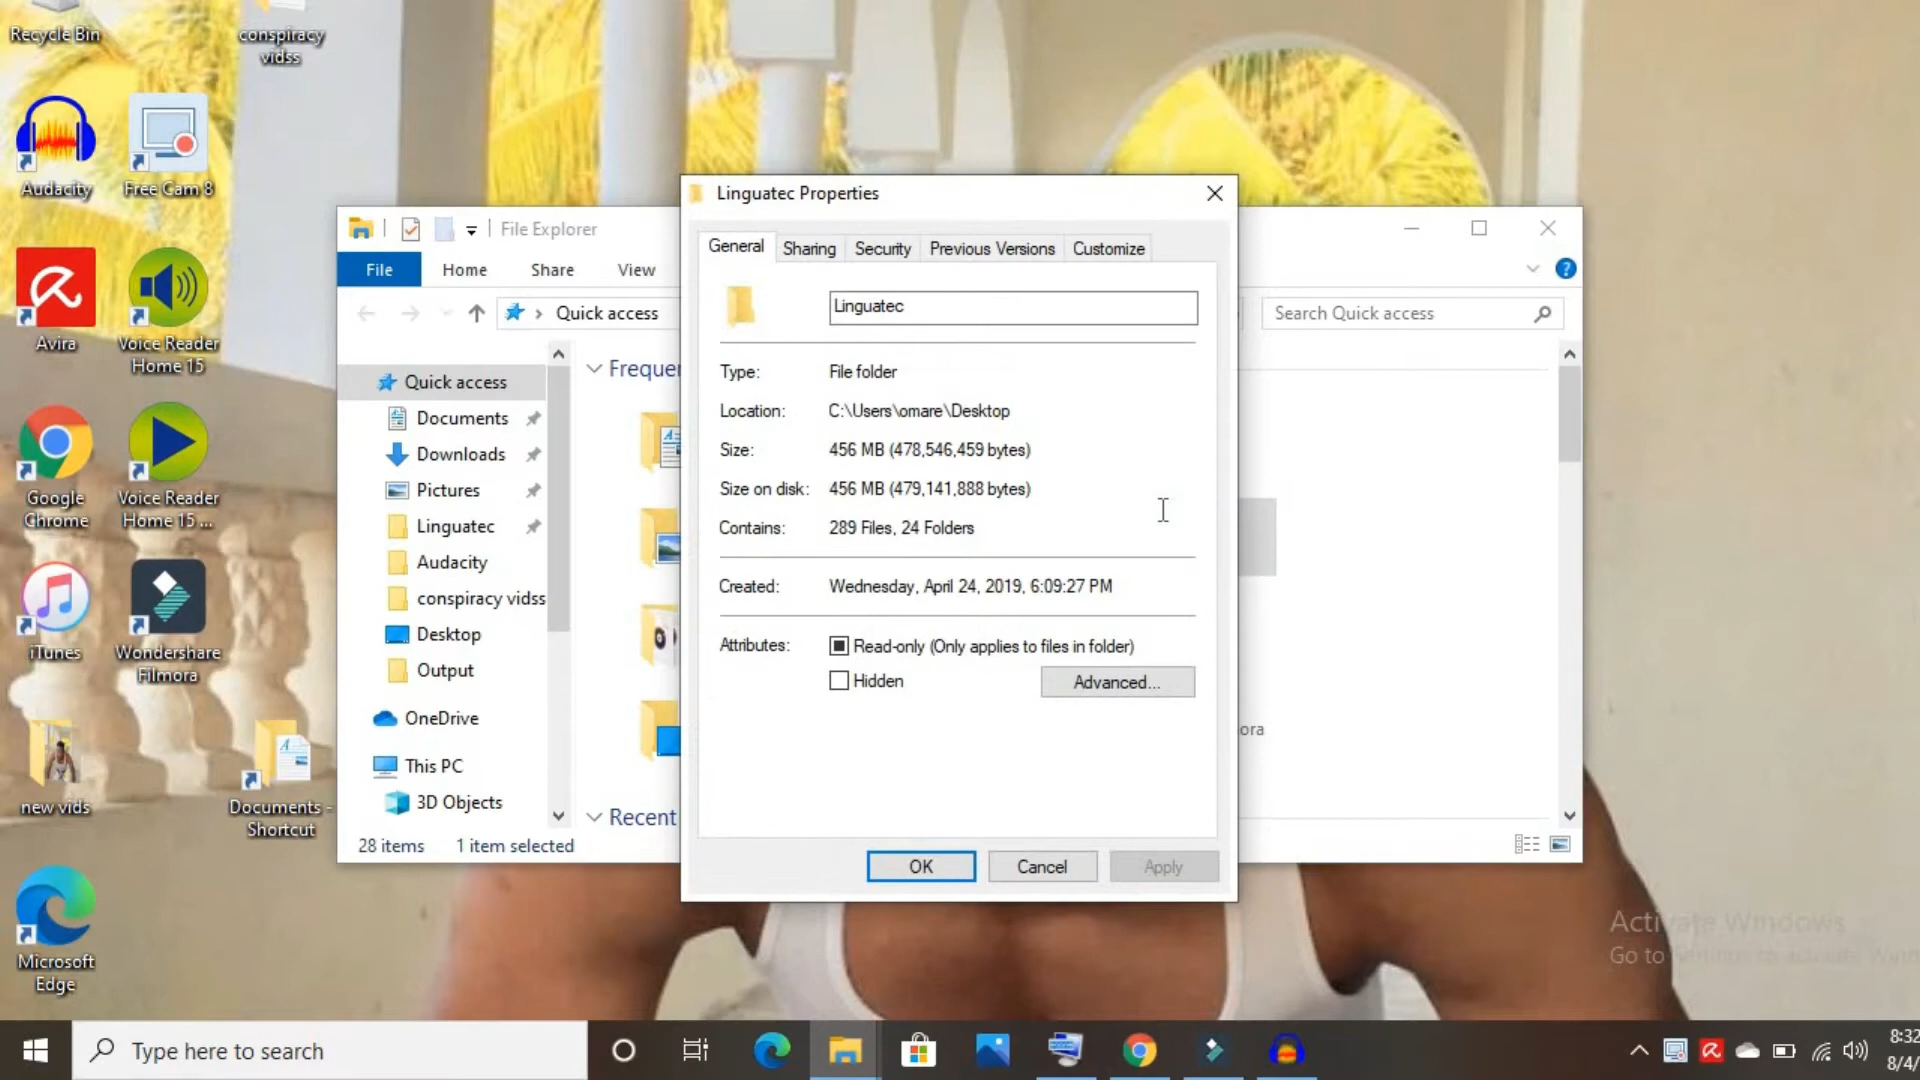 Recycle Bin
conspiracy
vidss
Audacity
Free Cam 8
Avira
Voice Reader
Home 15
Google
Chrome
Voice Reader
Home 15 ...
iTunes
Wondershare
Filmora
new vids
Documents -
Shortcut
Microsoft
Edge
File Explorer
File
Home
Share
View
Quick access
Search Quick access
Quick access
Documents
Downloads
Pictures
Linguatec
Audacity
conspiracy vidss
Desktop
Output
OneDrive
This PC
3D Objects
Frequen
Recent
ora
28 items
1 item selected
Linguatec Properties
General
Sharing
Security
Previous Versions
Customize
Linguatec
Type: File folder
Location: C:\Users\omare\Desktop
Size: 456 MB (478,546,459 bytes)
Size on disk: 456 MB (479,141,888 bytes)
Contains: 289 Files, 24 Folders
Created: Wednesday, April 24, 2019, 6:09:27 PM
Attributes: Read-only (Only applies to files in folder)
Hidden
Advanced...
OK
Cancel
Apply
Activate Windows
Go to Settings to activate
Type here to search
8:32
8/4/